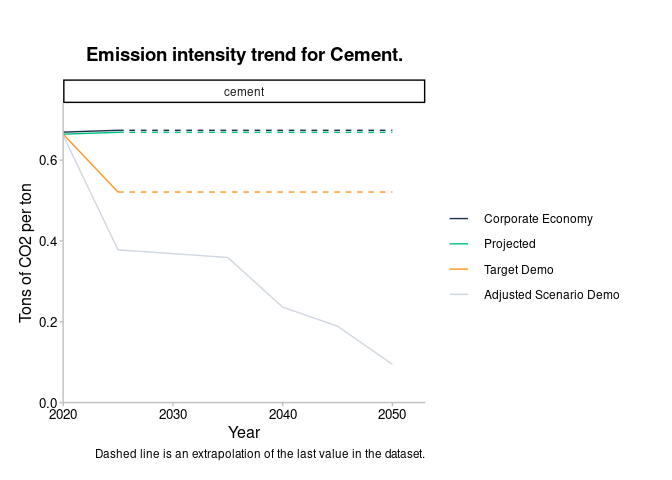 Emission intensity trend for Cement.
cement
Tons of CO2 per ton
0.6
0.4
0.2
0.0
2020
2030
2040
2050
Year
Corporate Economy
Projected
Target Demo
Adjusted Scenario Demo
Dashed line is an extrapolation of the last value in the dataset.